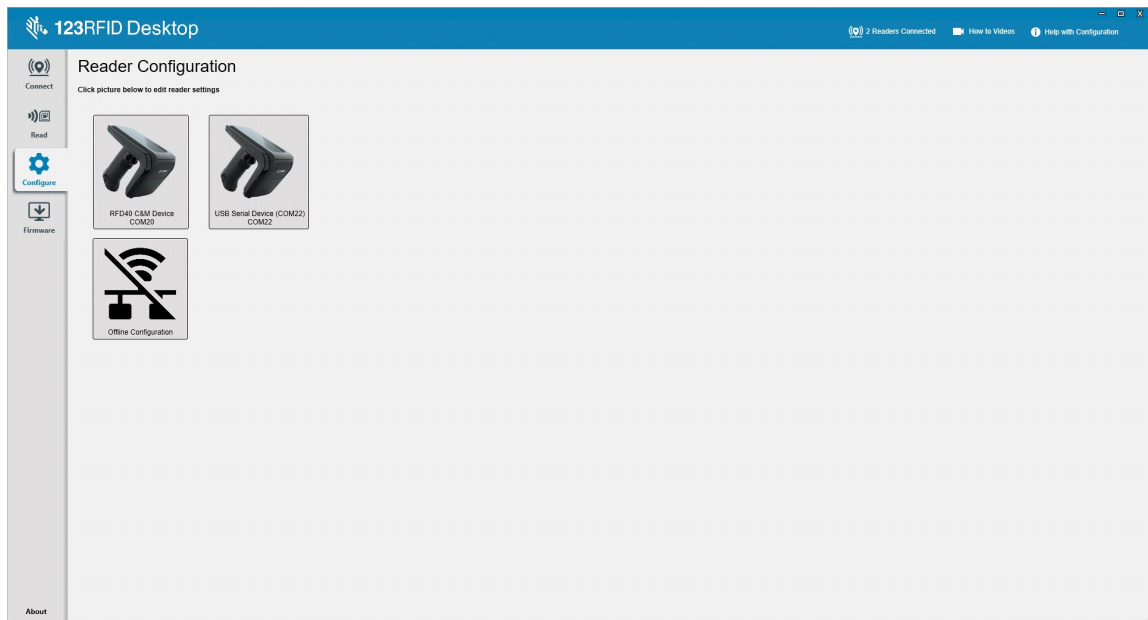 123RFID Desktop
2 Readers Connected
How to Videos
Help with Configuration
Connect
Read
Configure
Firmware
About
Reader Configuration
Click picture below to edit reader settings
RFD40 C&M Device
COM20
USB Serial Device (COM22)
COM22
Offline Configuration